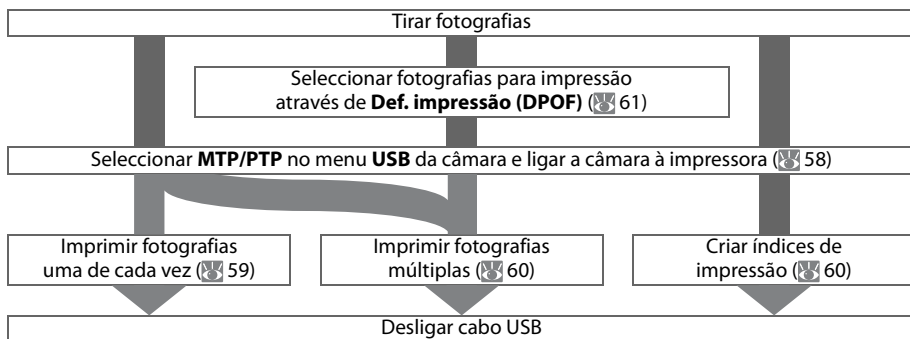 Tirar fotografias
Seleccionar fotografias para impressão
através de Def. impressão (DPOF) ( 61)
Seleccionar MTP/PTP no menu USB da câmara e ligar a câmara à impressora ( 58)
Imprimir fotografias
uma de cada vez ( 59)
Imprimir fotografias
múltiplas ( 60)
Criar índices de
impressão ( 60)
Desligar cabo USB